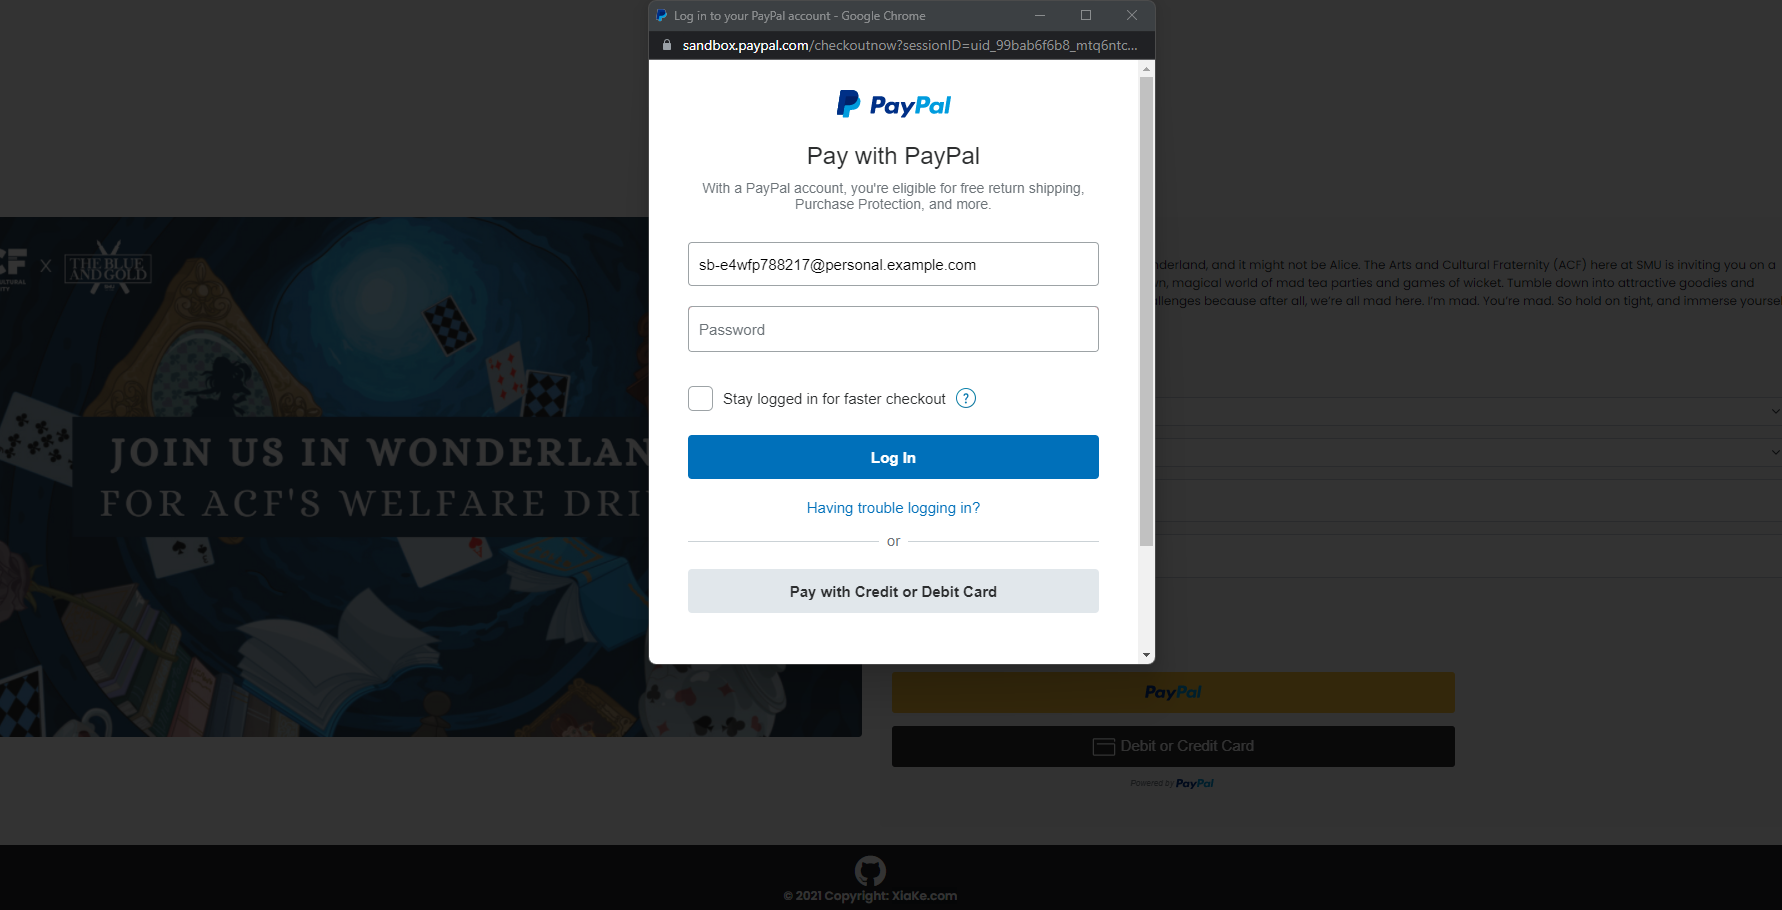 Log in to your PayPal account - Google Chrome
sandbox.paypal.com/checkoutnow?sessionID=uid_99bab6f6b8_mtq6ntc...
PayPal
Pay with PayPal
With a PayPal account, you're eligible for free return shipping,
Purchase Protection, and more.
sb-e4wfp788217@personal.example.com
Password
Stay logged in for faster checkout ?
Log In
Having trouble logging in?
or
Pay with Credit or Debit Card
CF X THE BLUE
AND GOLD
JOIN US IN WONDERLAN
FOR ACF'S WELFARE DRI
nderland, and it might not be Alice. The Arts and Cultural Fraternity (ACF) here at SMU is inviting you on a
n, magical world of mad tea parties and games of wicket. Tumble down into attractive goodies and
llenges because after all, we're all mad here. I'm mad. You're mad. So hold on tight, and immerse yoursel
PayPal
Debit or Credit Card
Powered by PayPal
© 2021 Copyright: XiaKe.com